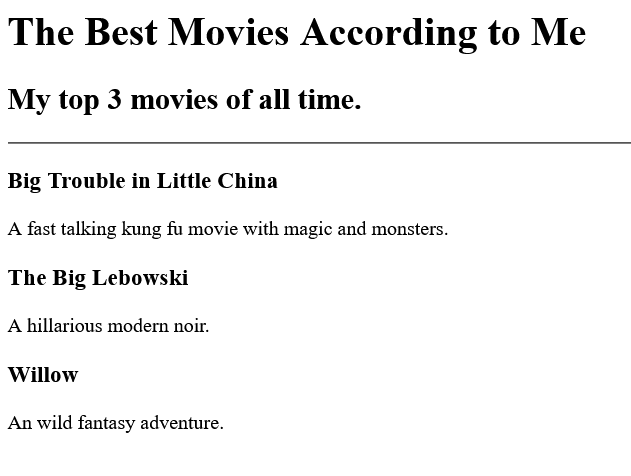 The Best Movies According to Me
My top 3 movies of all time.
Big Trouble in Little China
A fast talking kung fu movie with magic and monsters.
The Big Lebowski
A hillarious modern noir.
Willow
An wild fantasy adventure.